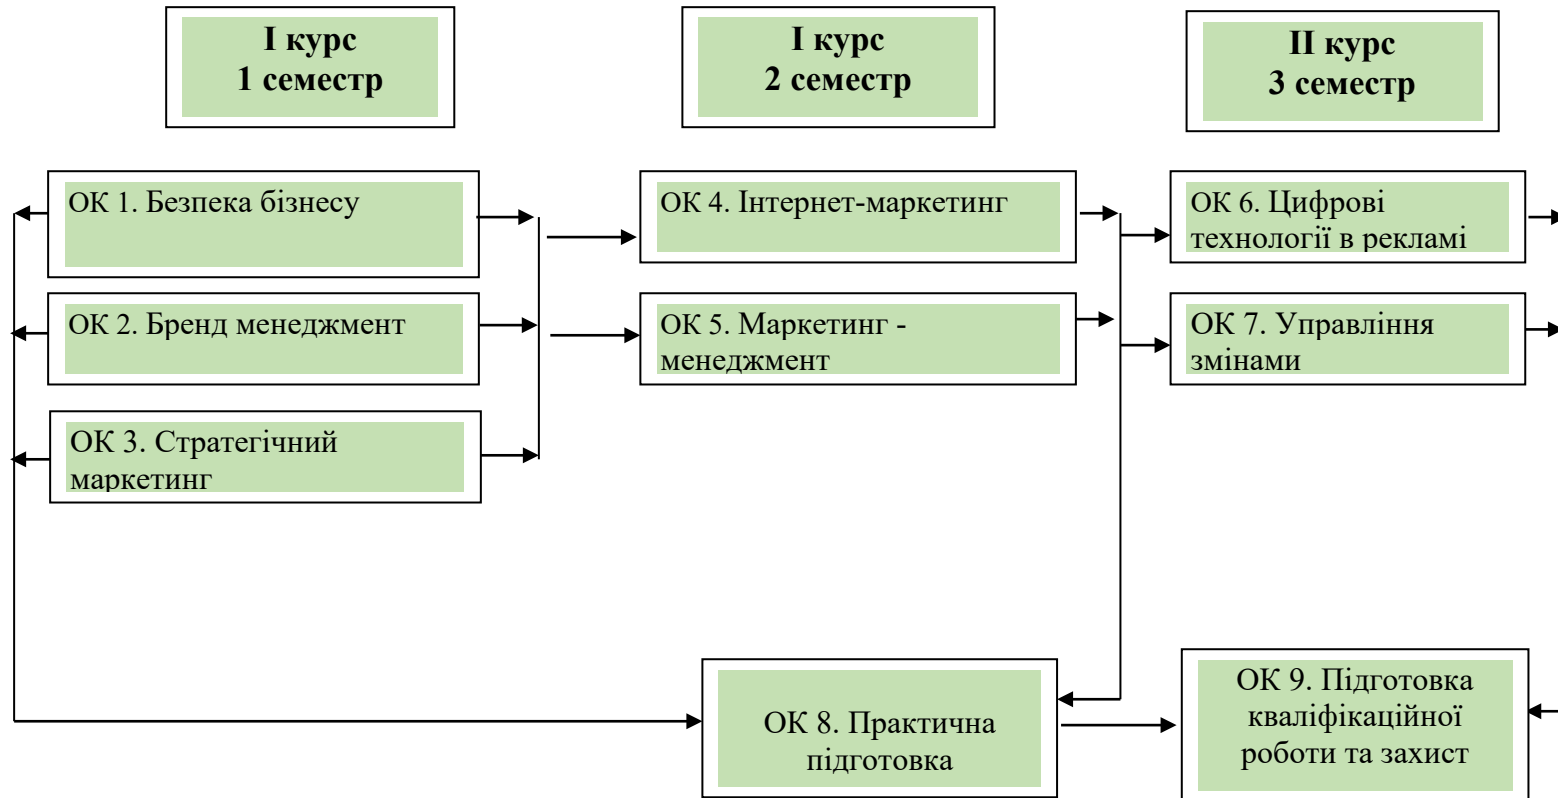 І курс
1 семестр
І курс
2 семестр
ІІ курс
3 семестр
ОК 1. Безпека бізнесу
ОК 4. Інтернет-маркетинг
ОК 6. Цифрові
технології в рекламі
ОК 2. Бренд менеджмент
ОК 5. Маркетинг -
менеджмент
ОК 7. Управління
змінами
ОК 3. Стратегічний
маркетинг
ОК 8. Практична
підготовка
ОК 9. Підготовка
кваліфікаційної
роботи та захист